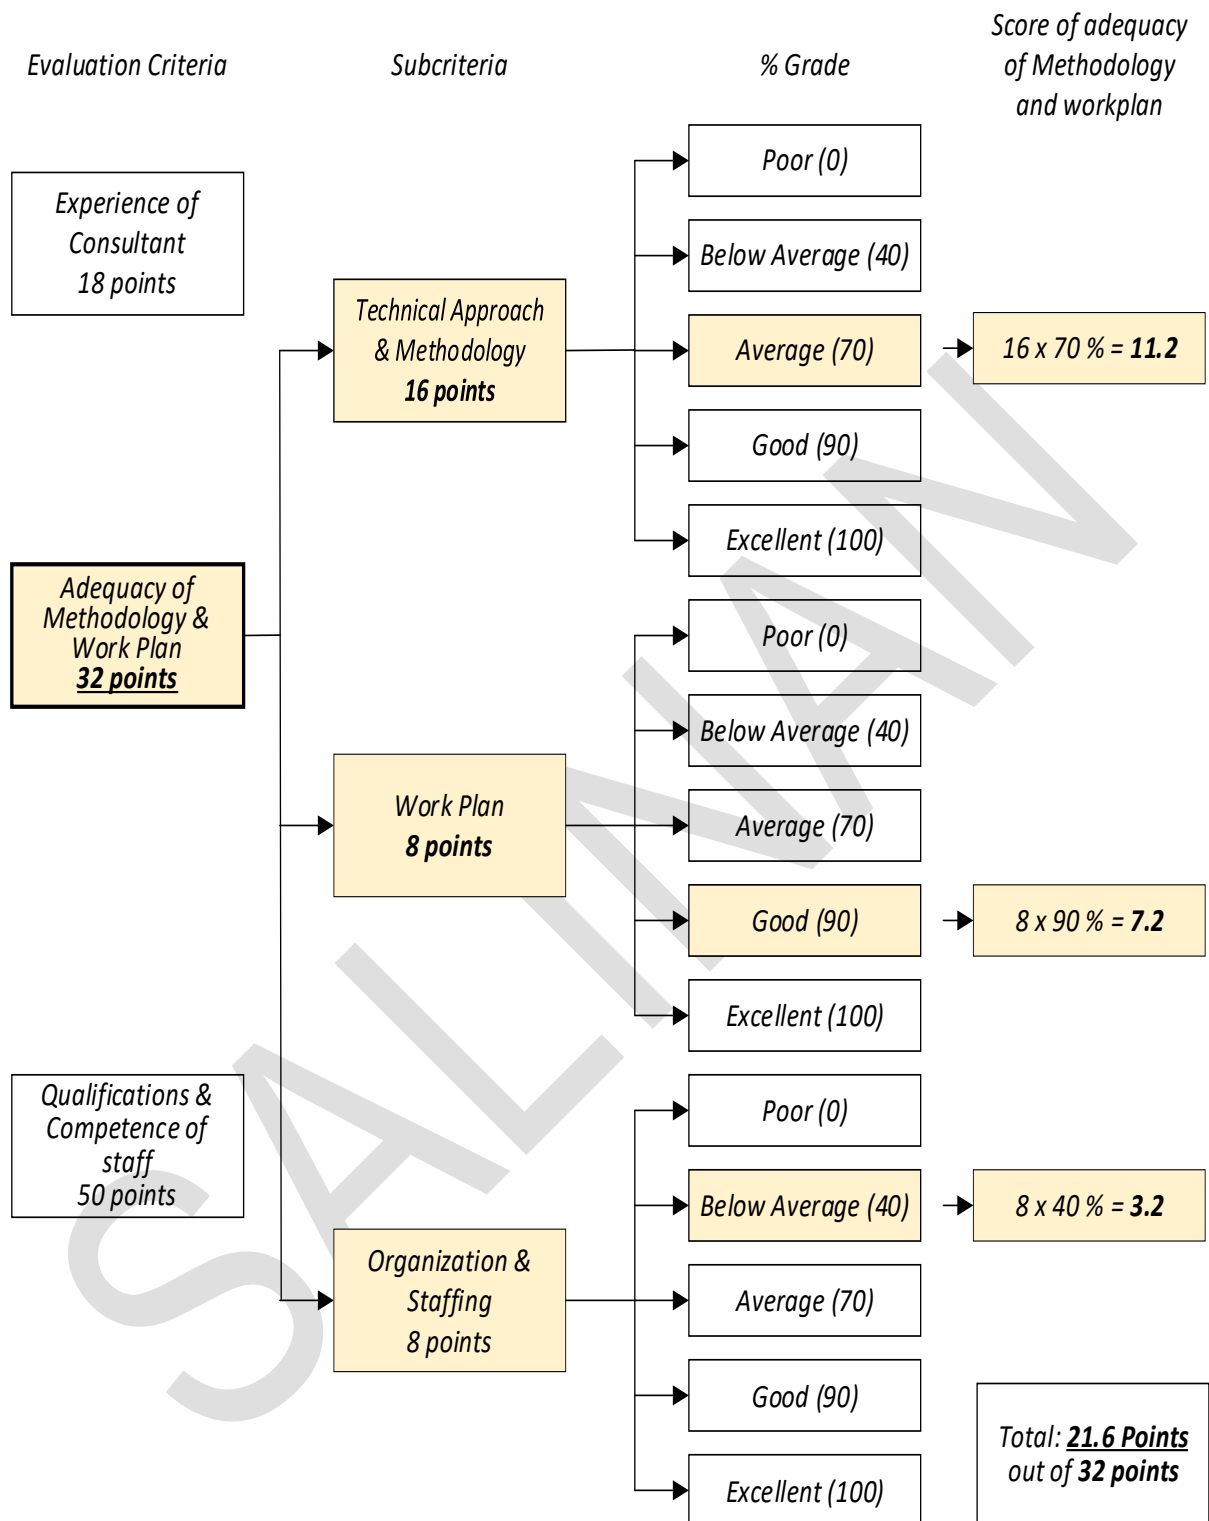 Evaluation Criteria
Subcriteria
% Grade
Score of adequacy
of Methodology
and workplan
Experience of
Consultant
18 points
Adequacy of
Methodology &
Work Plan
32 points
Qualifications &
Competence of
staff
50 points
Technical Approach
& Methodology
16 points
Poor (0)
Below Average (40)
Average (70)
Good (90)
Excellent (100)
16 x 70 % = 11.2
Work Plan
8 points
Poor (0)
Below Average (40)
Average (70)
Good (90)
Excellent (100)
8 x 90 % = 7.2
Organization &
Staffing
8 points
Poor (0)
Below Average (40)
Average (70)
Good (90)
Excellent (100)
8 x 40 % = 3.2
Total: 21.6 Points
out of 32 points
SALINAN